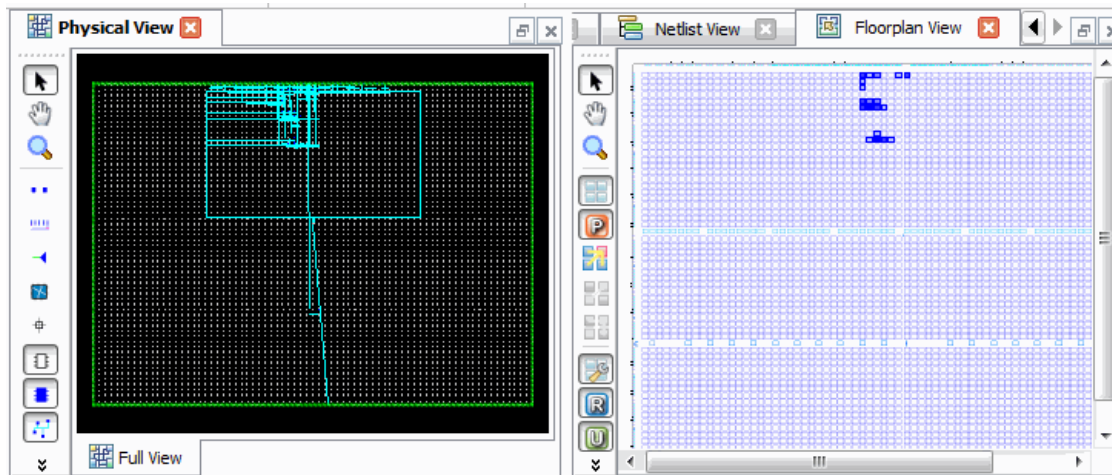 Physical View
Netlist View
Floorplan View
P
R
U
Full View